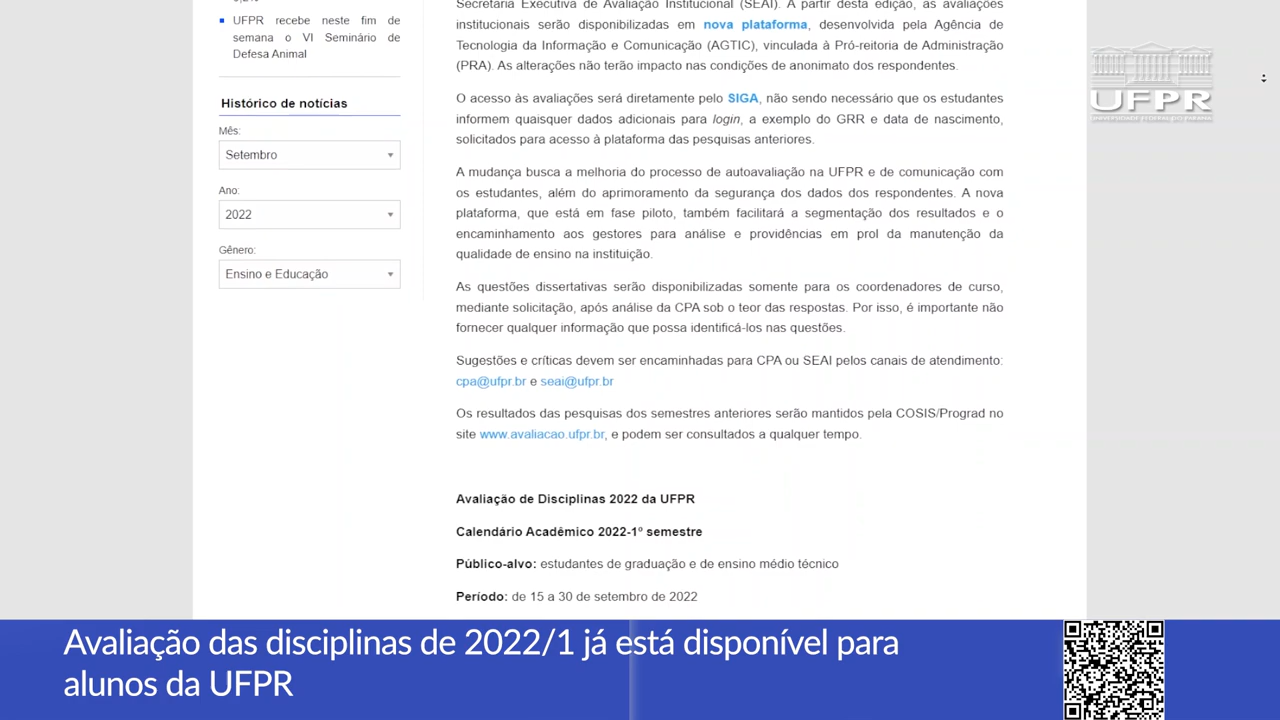 UFPR recebe neste fim de
semana o VI Seminário de
Defesa Animal
Histórico de notícias
Mês:
Setembro
Ano:
2022
Gênero:
Ensino e Educação
Secretaria Executiva de Avaliação Institucional (SEAI). A partir desta edição, as avaliações
institucionais serão disponibilizadas em nova plataforma, desenvolvida pela Agência de
Tecnologia da Informação e Comunicação (AGTIC), vinculada à Pró-reitoria de Administração
(PRA). As alterações não terão impacto nas condições de anonimato dos respondentes.
O acesso às avaliações será diretamente pelo SIGA, não sendo necessário que os estudantes
informem quaisquer dados adicionais para login, a exemplo do GRR e data de nascimento,
solicitados para acesso à plataforma das pesquisas anteriores.
A mudança busca a melhoria do processo de autoavaliação na UFPR e de comunicação com
os estudantes, além do aprimoramento da segurança dos dados dos respondentes. A nova
plataforma, que está em fase piloto, também facilitará a segmentação dos resultados e o
encaminhamento aos gestores para análise e providências em prol da manutenção da
qualidade de ensino na instituição.
As questões dissertativas serão disponibilizadas somente para os coordenadores de curso,
mediante solicitação, após análise da CPA sob o teor das respostas. Por isso, é importante não
fornecer qualquer informação que possa identificá-los nas questões.
Sugestões e críticas devem ser encaminhadas para CPA ou SEAI pelos canais de atendimento:
cpa@ufpr.br e seai@ufpr.br
Os resultados das pesquisas dos semestres anteriores serão mantidos pela COSIS/Prograd no
site www.avaliacao.ufpr.br, e podem ser consultados a qualquer tempo.
Avaliação de Disciplinas 2022 da UFPR
Calendário Acadêmico 2022-1º semestre
Público-alvo: estudantes de graduação e de ensino médio técnico
Período: de 15 a 30 de setembro de 2022
UFPR
UNIVERSIDADE FEDERAL DO PARANÁ
Avaliação das disciplinas de 2022/1 já está disponível para
alunos da UFPR